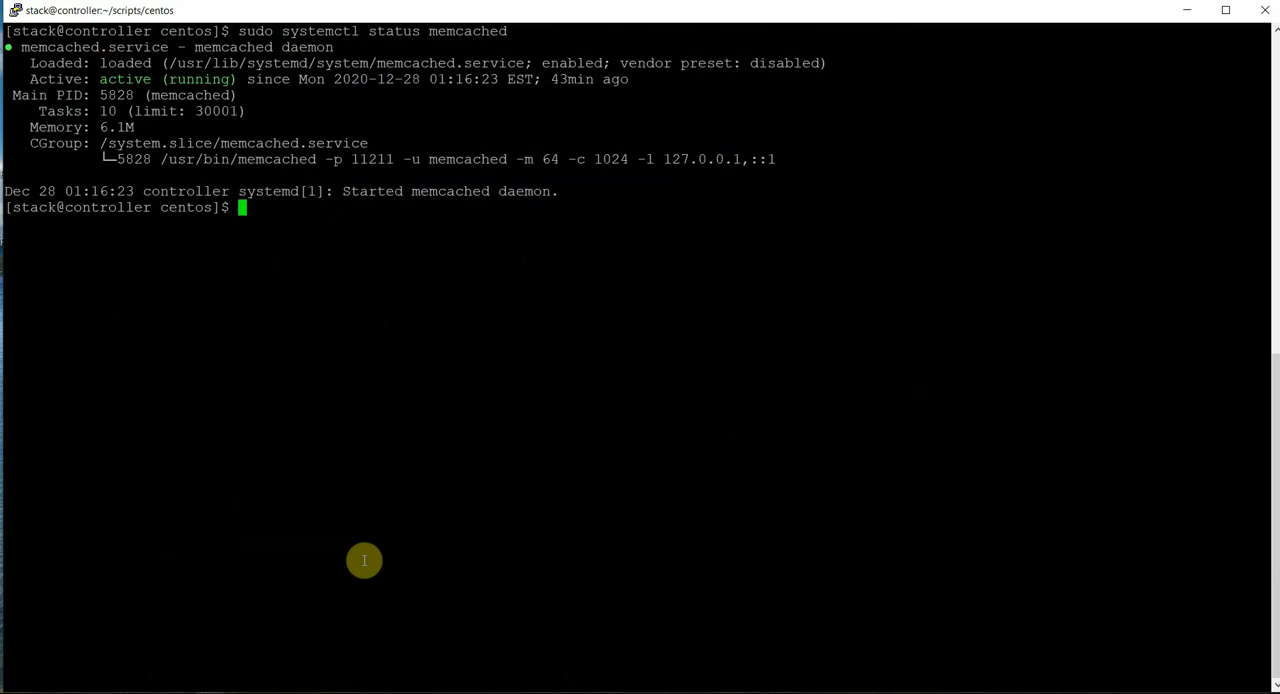 stack@controller:~/scripts/centos
[stack@controller centos]$ sudo systemctl status memcached
● memcached.service - memcached daemon
   Loaded: loaded (/usr/lib/systemd/system/memcached.service; enabled; vendor preset: disabled)
   Active: active (running) since Mon 2020-12-28 01:16:23 EST; 43min ago
 Main PID: 5828 (memcached)
    Tasks: 10 (limit: 30001)
   Memory: 6.1M
   CGroup: /system.slice/memcached.service
           └─5828 /usr/bin/memcached -p 11211 -u memcached -m 64 -c 1024 -l 127.0.0.1,::1
Dec 28 01:16:23 controller systemd[1]: Started memcached daemon.
[stack@controller centos]$